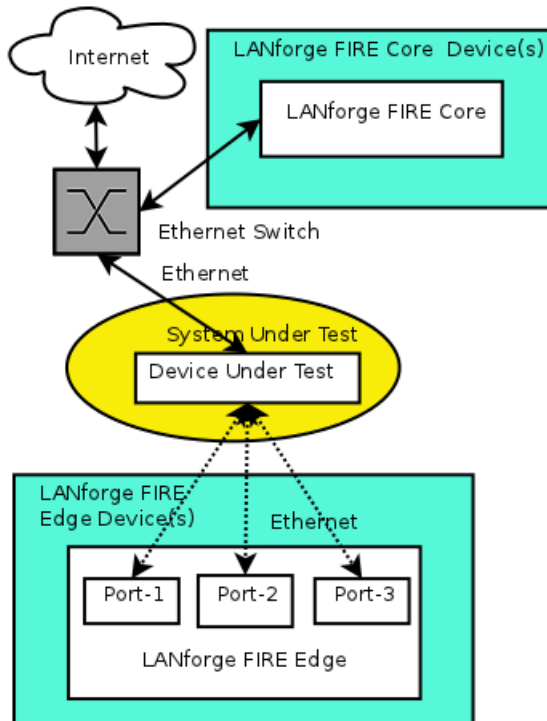 Internet
LANforge FIRE Core Device(s)
LANforge FIRE Core
Ethernet Switch
Ethernet
System Under Test
Device Under Test
LANforge FIRE
Edge Device(s)
Ethernet
Port-1
Port-2
Port-3
LANforge FIRE Edge